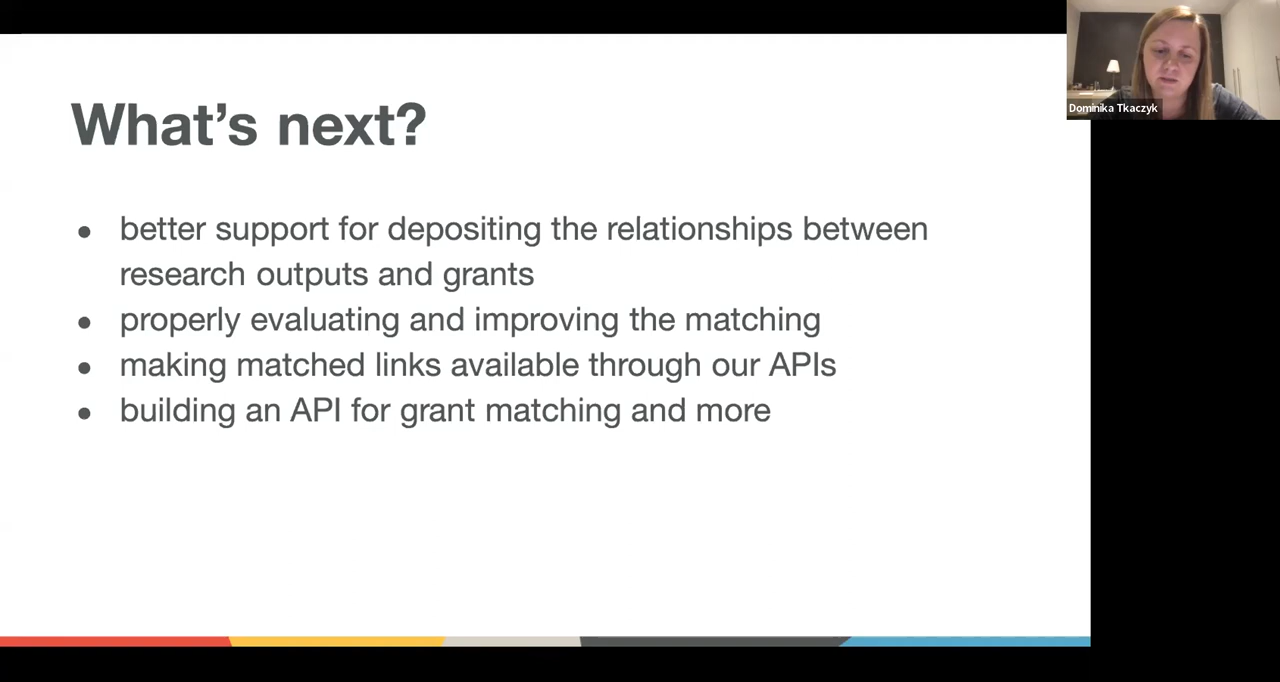 What's next?
● better support for depositing the relationships between
research outputs and grants
● properly evaluating and improving the matching
● making matched links available through our APIs
● building an API for grant matching and more
Dominika Tkaczyk